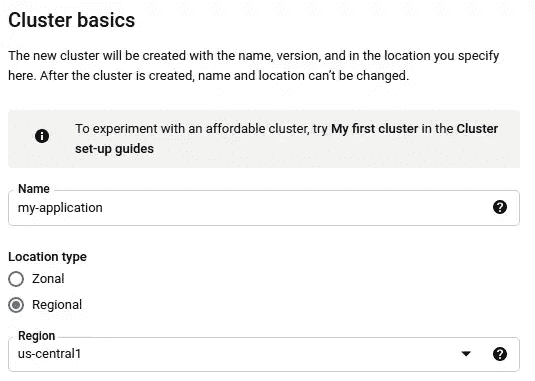 Cluster basics
The new cluster will be created with the name, version, and in the location you specify
here. After the cluster is created, name and location can't be changed.
To experiment with an affordable cluster, try My first cluster in the Cluster
set-up guides
Name
my-application
Location type
Zonal
Regional
Region
us-central1